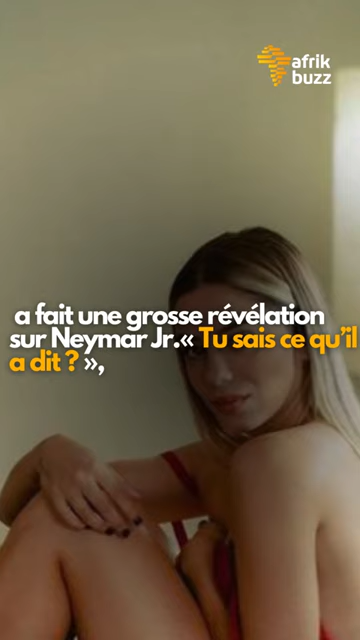 afrik
buzz
a fait une grosse révélation
sur Neymar Jr.« Tu sais ce qu'il
a dit ? »,